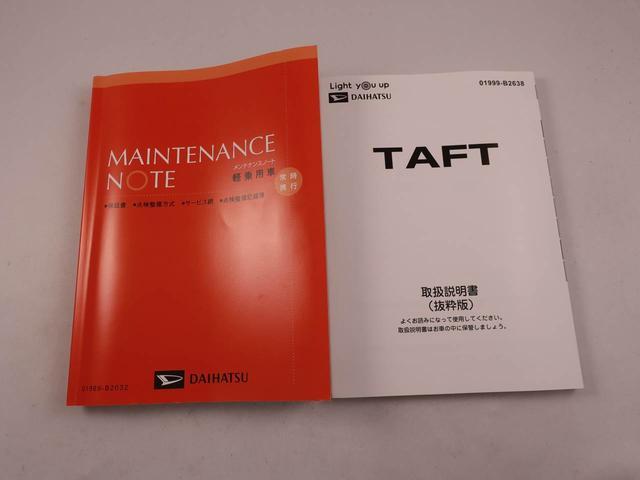 MAINTENANCE
NOTE
メンテナンスノート
軽乗用車
常時
携行
●保証書 ●点検整備方式 ●サービス網 ●点検整備記録簿
01999-B2032
DAIHATSU
Light you up
DAIHATSU
01999-B2638
TAFT
取扱説明書
（抜粋版）
よくお読みになって使用してください。
取扱説明書はお車の中に保管しましょう。